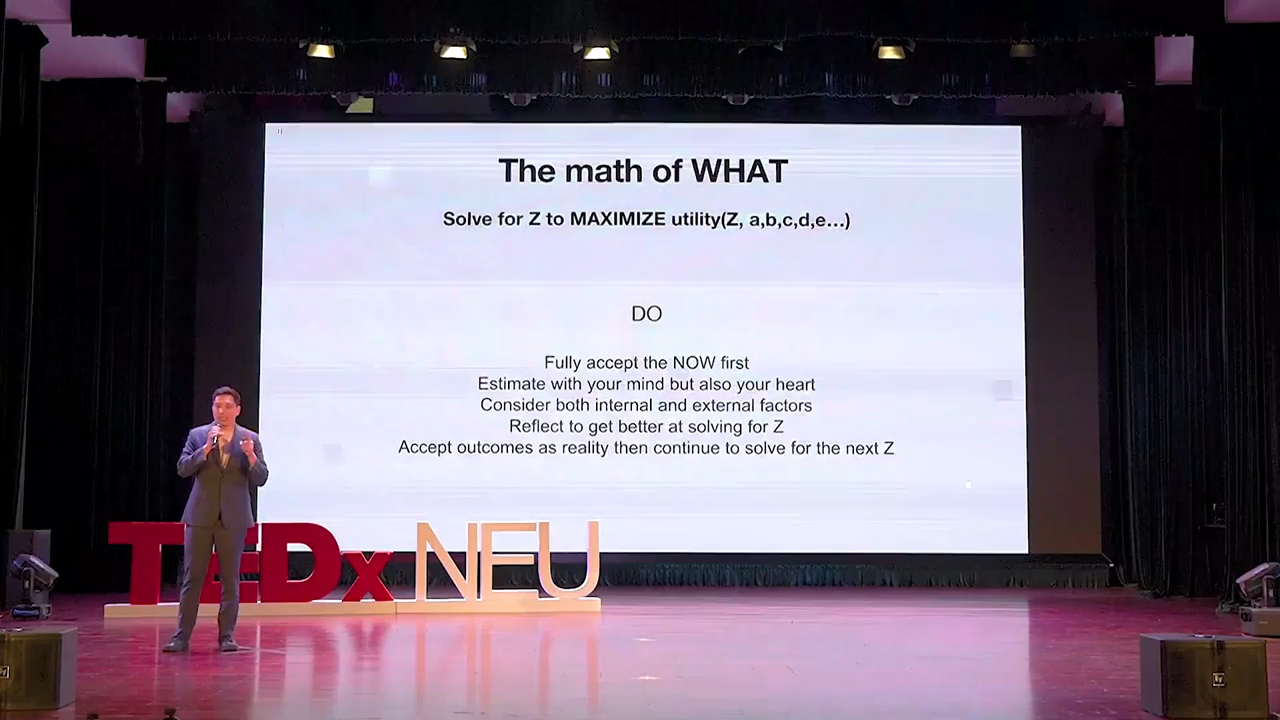 The math of WHAT
Solve for Z to MAXIMIZE utility(Z, a,b,c,d,e...)
DO
Fully accept the NOW first
Estimate with your mind but also your heart
Consider both internal and external factors
Reflect to get better at solving for Z
Accept outcomes as reality then continue to solve for the next Z
TEDx NEU